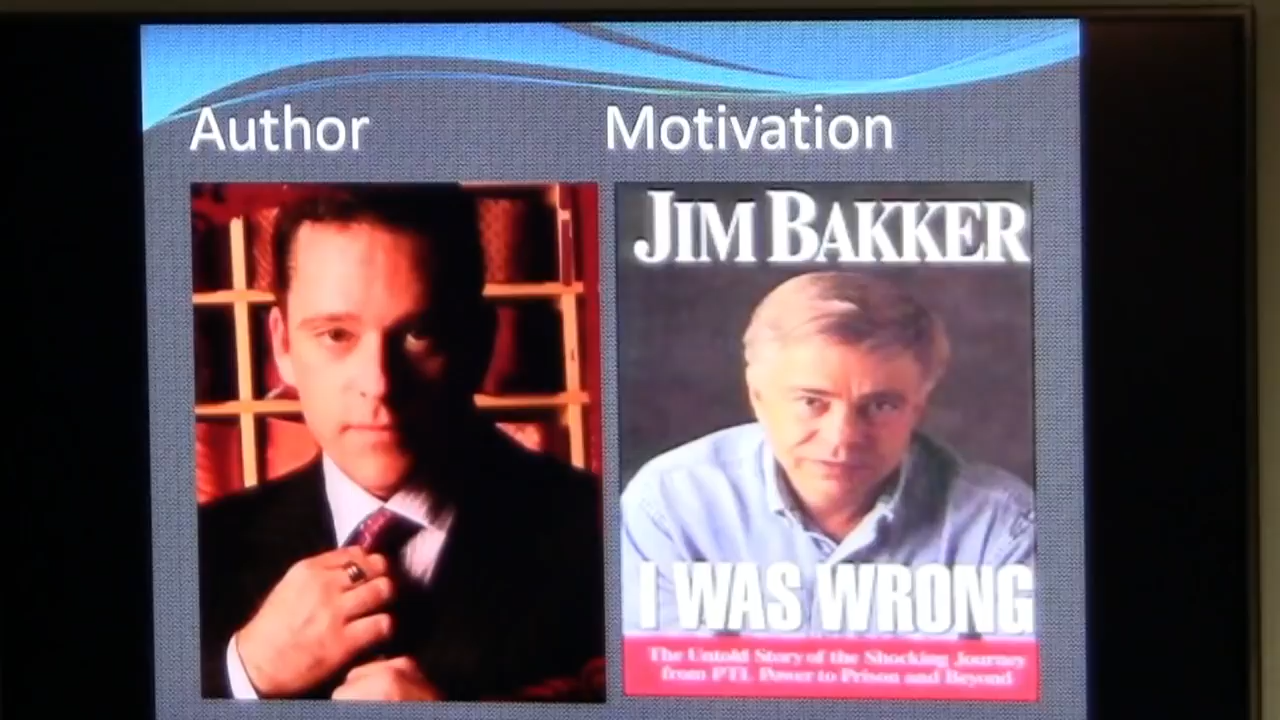 Author
Motivation
JIM BAKKER
I WAS WRONG
The Untold Story of the Shocking Journey
from PTL Power to Prison and Beyond